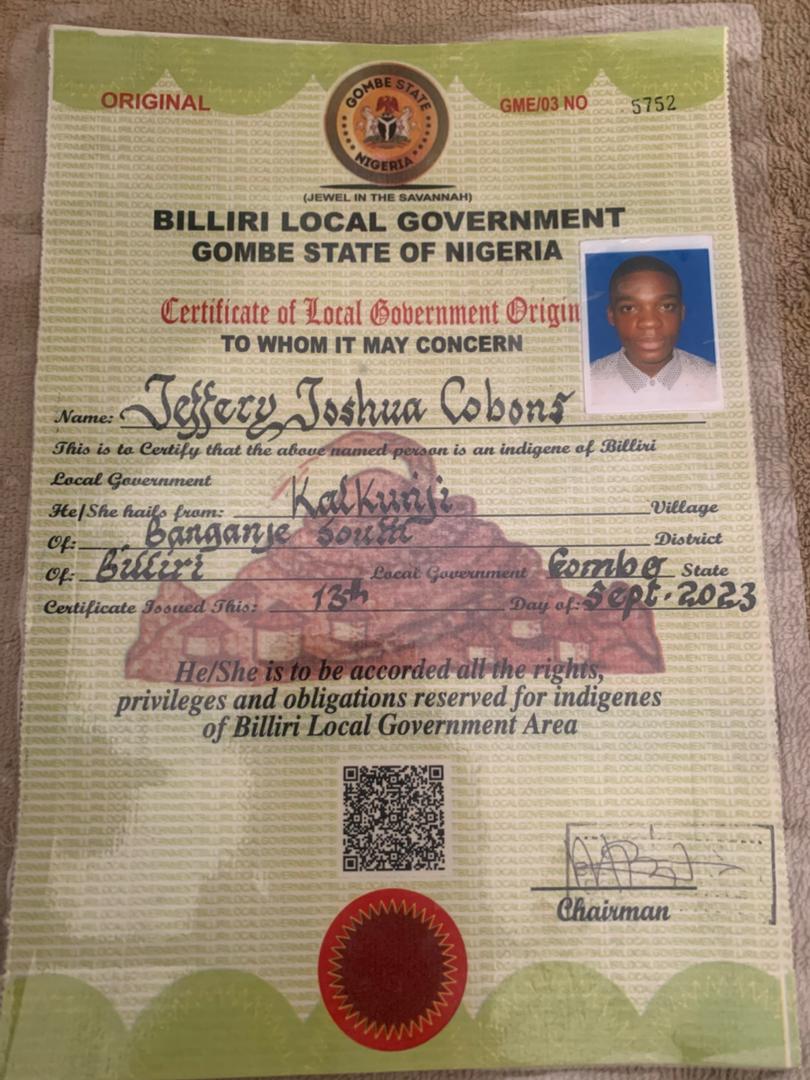 ORIGINAL
GOMBE STATE
NIGERIA
GME/03 NO 5752
(JEWEL IN THE SAVANNAH)
BILLIRI LOCAL GOVERNMENT
GOMBE STATE OF NIGERIA
Certificate of Local Government Origin
TO WHOM IT MAY CONCERN
Name: Jeffery Joshua Cobons
This is to Certify that the above named person is an indigene of Billiri
Local Government
He/She hails from: Kalkunji Village
Of: Banganje South District
Of: Billiri Local Government Gombe State
Certificate Issued This: 13th Day of: Sept. 2023
He/She is to be accorded all the rights,
privileges and obligations reserved for indigenes
of Billiri Local Government Area
Chairman